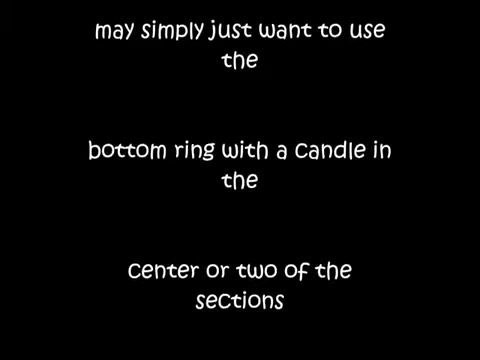 may simply just want to use
the
bottom ring with a candle in
the
center or two of the
sections